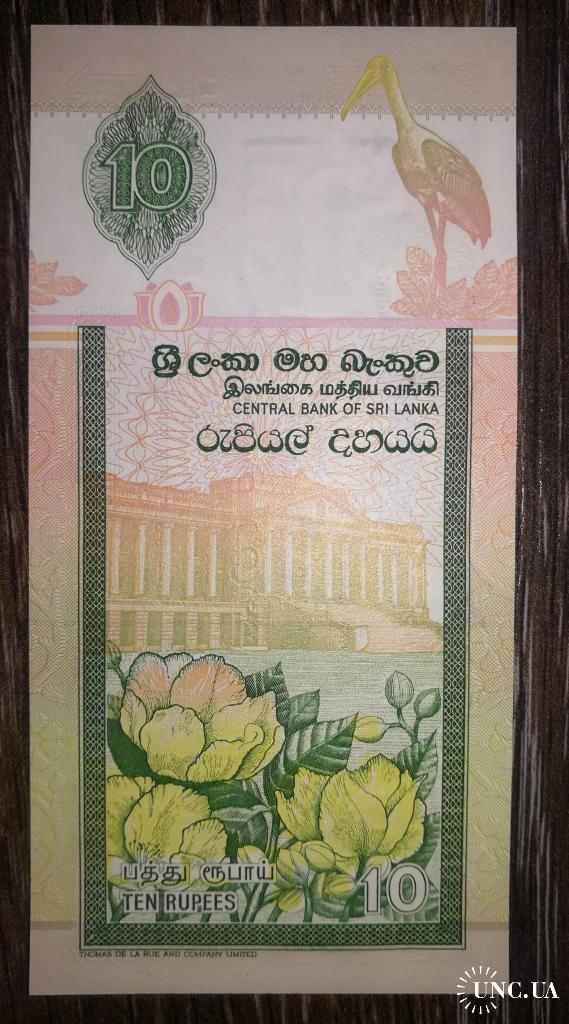 10
ශ්‍රී ලංකා මහ බැංකුව
இலங்கை மத்திய வங்கி
CENTRAL BANK OF SRI LANKA
රුපියල් දහයයි
பத்து ரூபாய்
TEN RUPEES
10
THOMAS DE LA RUE AND COMPANY LIMITED
UNC.UA